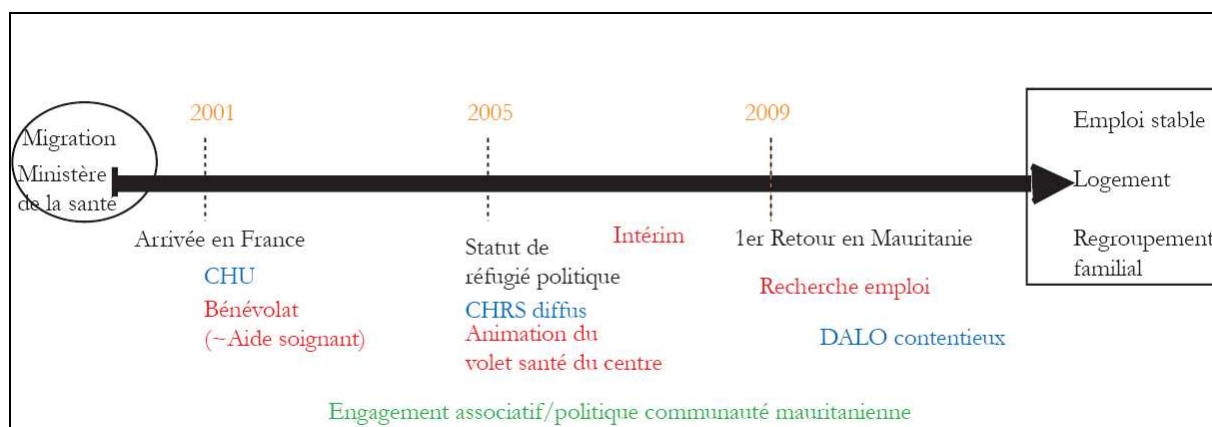 Migration
Ministère
de la santé
2001
Arrivée en France
CHU
Bénévolat
(~Aide soignant)
2005
Statut de
réfugié politique
CHRS diffus
Animation du
volet santé du centre
Intérim
2009
1er Retour en Mauritanie
Recherche emploi
DALO contentieux
Emploi stable
Logement
Regroupement
familial
Engagement associatif/politique communauté mauritanienne